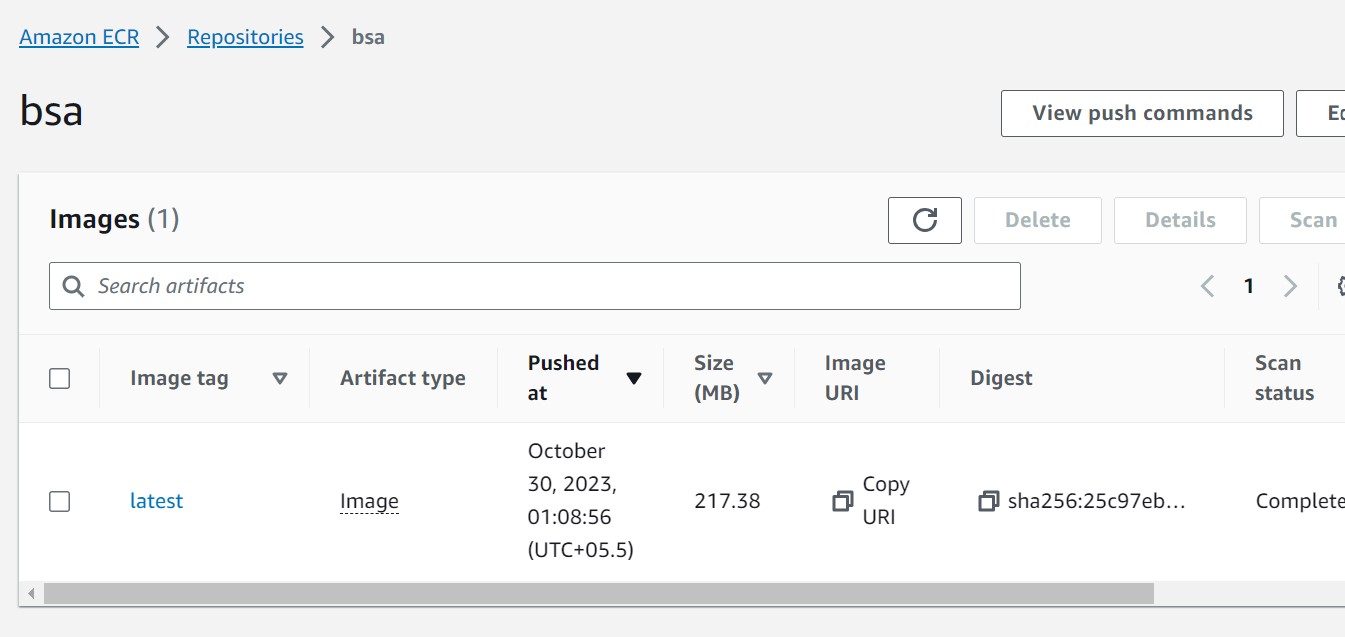 Amazon ECR > Repositories > bsa
bsa
View push commands
Images (1)
Delete Details Scan
Search artifacts
1
Image tag Artifact type Pushed at Size (MB) Image URI Digest Scan status
latest Image October 30, 2023, 01:08:56 (UTC+05.5) 217.38 Copy URI sha256:25c97eb... Complete